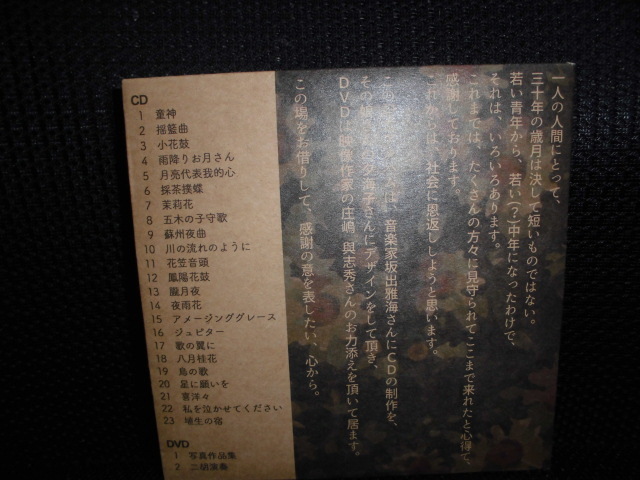 CD
1 童神
2 揺籃曲
3 小花鼓
4 雨降りお月さん
5 月亮代表我的心
6 採茶撲蝶
7 茉莉花
8 五木の子守歌
9 蘇州夜曲
10 川の流れのように
11 花笠音頭
12 鳳陽花鼓
13 朧月夜
14 夜雨花
15 アメージンググレース
16 ジュピター
17 歌の翼に
18 八月桂花
19 鳥の歌
20 星に願いを
21 喜洋々
22 私を泣かせてください
23 埴生の宿
DVD
1 写真作品集
2 二胡演奏
一人の人間にとって、
三十年の歳月は決して短いものではない。
若い青年から、若い(?)中年になったわけで、
それは、いろいろあります。
これまでは、たくさんの方々に見守られてここまで来れたと心得て、
感謝しております。
社会に恩返ししようと思います。
音楽家坂出雅海さんにCDの制作を、
さんにデザインをして頂き、
DVD 映像作家の庄嶋 與志秀さんのお力添えを頂いて居ます。
この場をお借りして、感謝の意を表したい、心から。